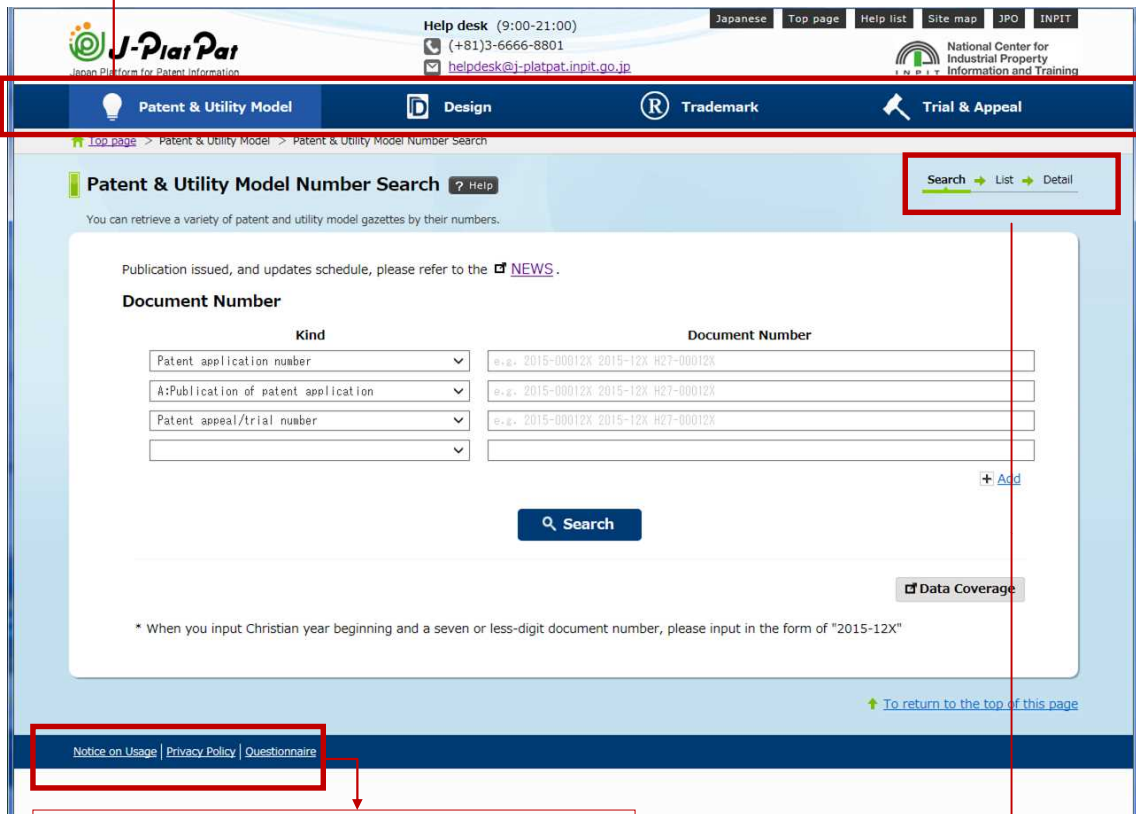 Japanese Top page Help list Site map JPO INPIT
J-PlatPat
Japan Platform for Patent Information
Help desk (9:00-21:00)
(+81)3-6666-8801
helpdesk@j-platpat.inpit.go.jp
National Center for
Industrial Property
INPIT Information and Training
Patent & Utility Model
Design
Trademark
Trial & Appeal
Top page > Patent & Utility Model > Patent & Utility Model Number Search
Patent & Utility Model Number Search ? Help
Search List Detail
You can retrieve a variety of patent and utility model gazettes by their numbers.
Publication issued, and updates schedule, please refer to the NEWS .
Document Number
Kind Document Number
Patent application number e.g. 2015-00012X 2015-12X H27-00012X
A:Publication of patent application e.g. 2015-00012X 2015-12X H27-00012X
Patent appeal/trial number e.g. 2015-00012X 2015-12X H27-00012X
+ Add
Search
Data Coverage
* When you input Christian year beginning and a seven or less-digit document number, please input in the form of "2015-12X"
To return to the top of this page
Notice on Usage | Privacy Policy | Questionnaire